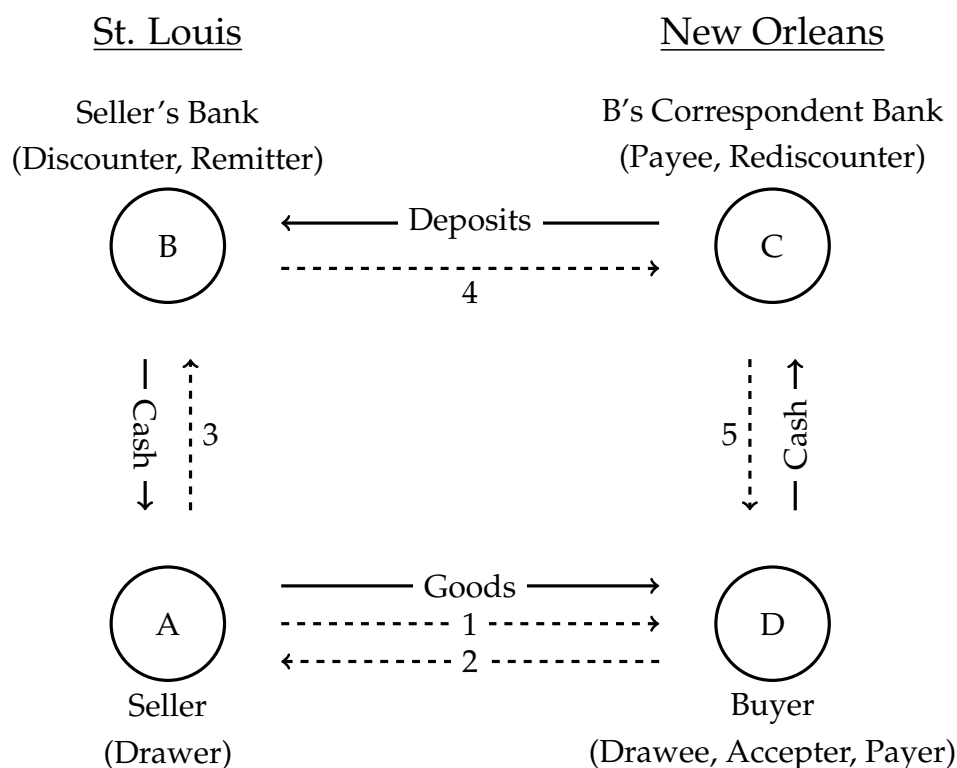 St. Louis
New Orleans
Seller's Bank
(Discounter, Remitter)
B's Correspondent Bank
(Payee, Rediscounter)
B
Deposits
C
4
Cash
3
5
Cash
A
Goods
1
2
D
Seller
(Drawer)
Buyer
(Drawee, Accepter, Payer)